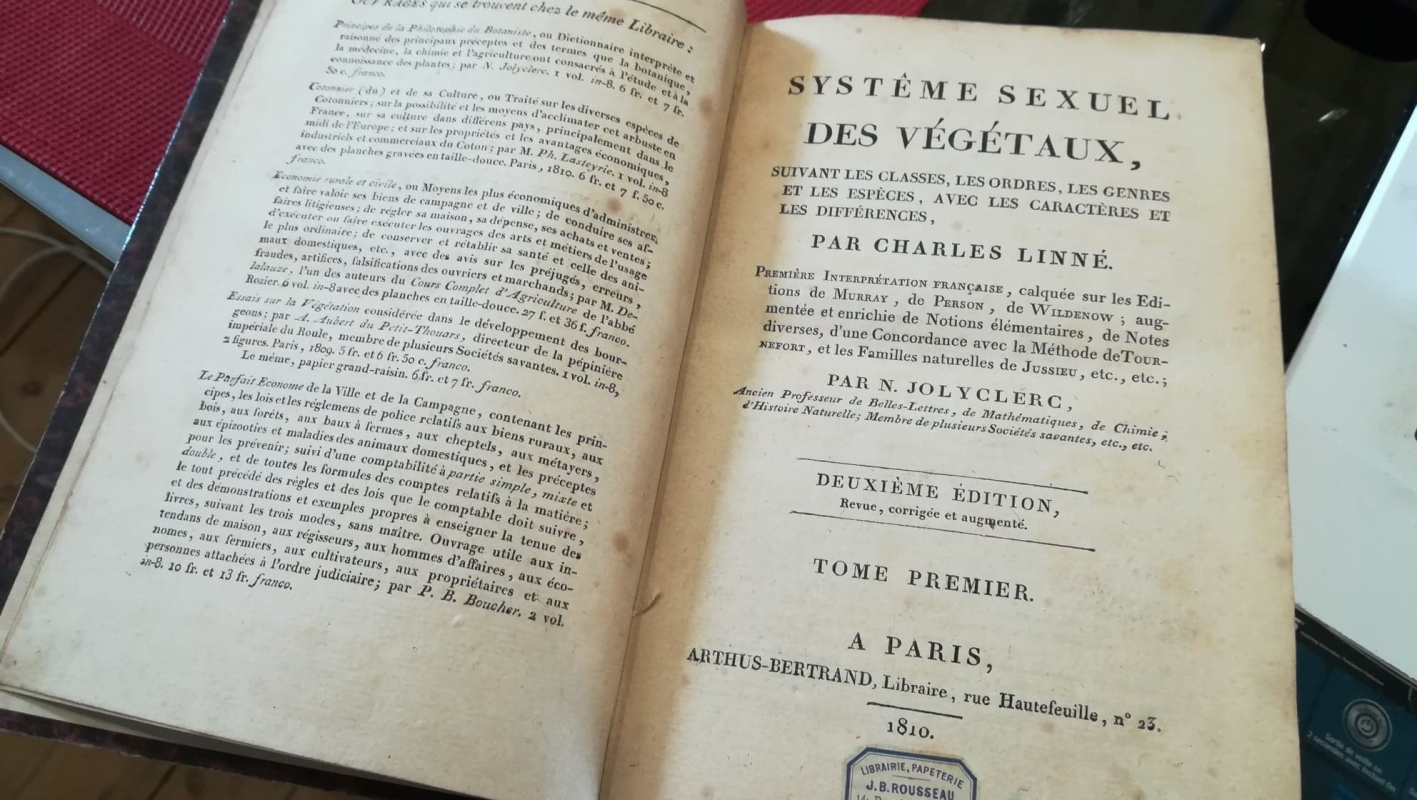 OUVRAGES qui se trouvent chez le même Libraire :
Principes de la Philosophie du Botaniste, ou Dictionnaire interprète et
raisonné des principaux préceptes et des termes que la botanique,
la médecine, la chimie et l'agriculture ont consacrés à l'étude et à la
connoissance des plantes ; par N. Jolyclerc. 1 vol. in-8. 6 fr. et 7 fr.
50 c. franco.
Cotonnier (du) et de sa Culture, ou Traité sur les diverses espèces de
Cotonniers ; sur la possibilité et les moyens d'acclimater cet arbuste en
France, sur sa culture dans différens pays, principalement dans le
midi de l'Europe ; et sur les propriétés et les avantages économiques,
industriels et commerciaux du Coton ; par M. Ph. Lasteyrie. 1 vol. in-8
avec des planches gravées en taille-douce. Paris, 1810. 6 fr. et 7 f. 50 c.
franco.
Economie rurale et civile, ou Moyens les plus économiques d'administrer,
et faire valoir ses biens de campagne et de ville ; de conduire ses af-
faires litigieuses ; de régler sa maison, sa dépense, ses achats et ventes ;
d'exécuter ou faire exécuter les ouvrages des arts et métiers de l'usage
le plus ordinaire ; de conserver et rétablir sa santé et celle des ani-
maux domestiques, etc., avec des avis sur les préjugés, erreurs,
fraudes, artifices, falsifications des ouvriers et marchands ; par M. De-
lalauze, l'un des auteurs du Cours Complet d'Agriculture de l'abbé
Rozier. 6 vol. in-8 avec des planches en taille-douce. 27 f. et 36 f. franco.
Essais sur la Végétation considérée dans le développement des bour-
geons ; par A. Aubert du Petit-Thouars, directeur de la pépinière
impériale du Roule, membre de plusieurs Sociétés savantes. 1 vol. in-8,
2 figures. Paris, 1809. 5 fr. et 6 fr. 50 c. franco.
Le même, papier grand-raisin. 6 fr. et 7 fr. franco.
Le Parfait Econome de la Ville et de la Campagne, contenant les prin-
cipes, les lois et les réglemens de police relatifs aux biens ruraux, aux
bois, aux forêts, aux baux à fermes, aux cheptels, aux métayers,
aux épizooties et maladies des animaux domestiques, et les préceptes
pour les prévenir ; suivi d'une comptabilité à partie simple, mixte et
double, et de toutes les formules des comptes relatifs à la matière ;
le tout précédé des règles et des lois que le comptable doit suivre,
et des démonstrations et exemples propres à enseigner la tenue des
livres, suivant les trois modes, sans maître. Ouvrage utile aux in-
tendans de maison, aux régisseurs, aux hommes d'affaires, aux éco-
nomes, aux fermiers, aux cultivateurs, aux propriétaires et aux
personnes attachées à l'ordre judiciaire ; par P. B. Boucher. 2 vol.
in-8. 10 fr. et 13 fr. franco.
SYSTÊME SEXUEL
DES VÉGÉTAUX,
SUIVANT LES CLASSES, LES ORDRES, LES GENRES
ET LES ESPÈCES, AVEC LES CARACTÈRES ET
LES DIFFÉRENCES,
PAR CHARLES LINNÉ.
PREMIÈRE INTERPRÉTATION FRANÇAISE, calquée sur les Edi-
tions de MURRAY, de PERSON, de WILDENOW ; aug-
mentée et enrichie de Notions élémentaires, de Notes
diverses, d'une Concordance avec la Méthode de TOUR-
NEFORT, et les Familles naturelles de JUSSIEU, etc., etc. ;
PAR N. JOLYCLERC,
Ancien Professeur de Belles-Lettres, de Mathématiques, de Chimie ;
d'Histoire Naturelle ; Membre de plusieurs Sociétés savantes, etc., etc.
DEUXIÈME ÉDITION,
Revue, corrigée et augmenté.
TOME PREMIER.
A PARIS,
ARTHUS-BERTRAND, Libraire, rue Hautefeuille, n° 23.
1810.
LIBRAIRIE, PAPETERIE
J. B. ROUSSEAU